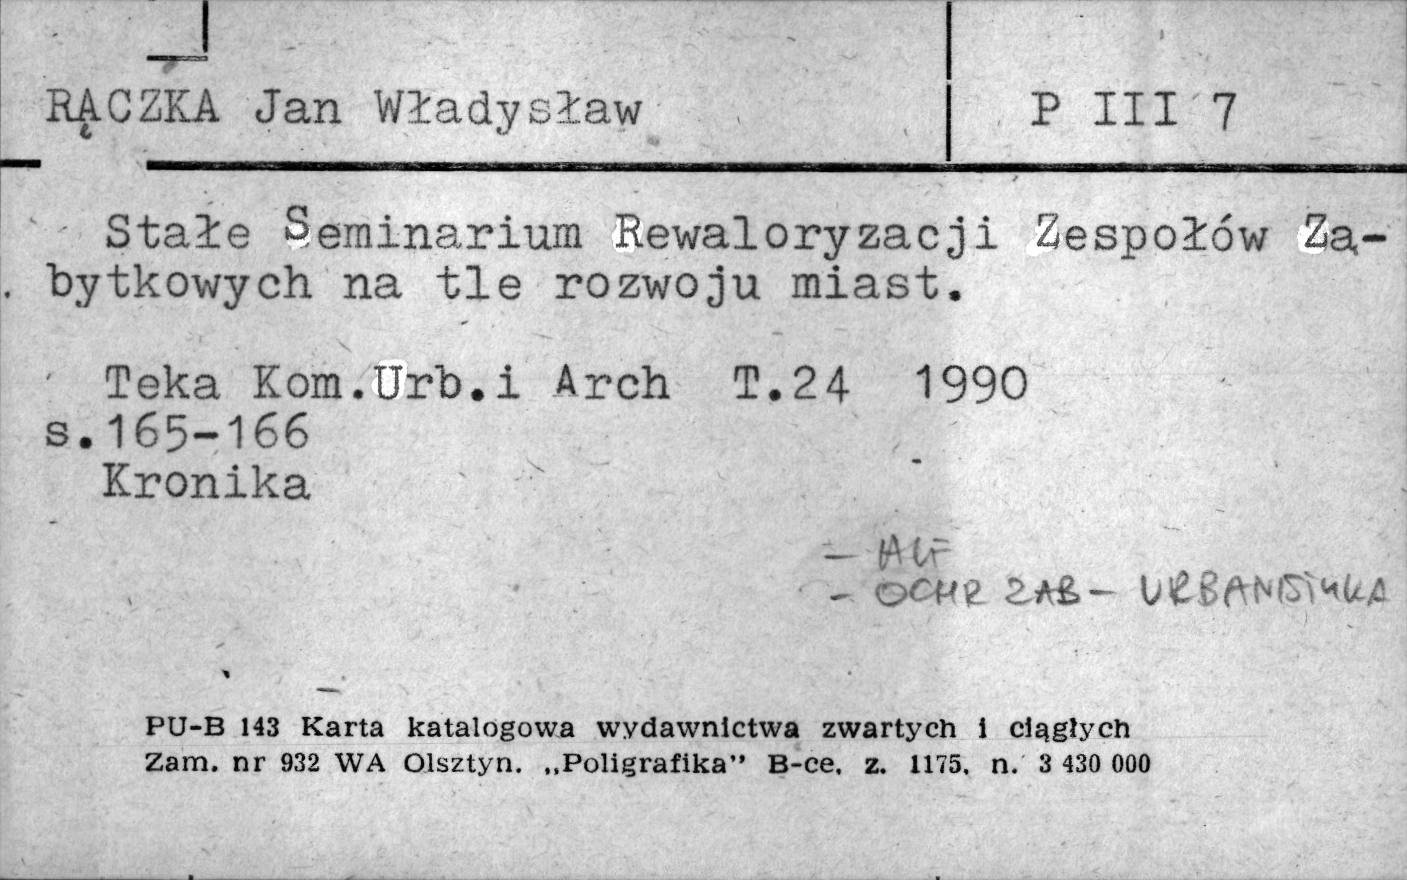 RĄCZKA Jan Władysław P III 7
Stałe Seminarium Rewaloryzacji Zespołów Zą-
bytkowych na tle rozwoju miast.
Teka Kom.Urb.i Arch T.24 1990
s.165-166
Kronika
- ALF
- OCHR ZAB - URBANISTYKA
PU-B 143 Karta katalogowa wydawnictwa zwartych i ciągłych
Zam. nr 932 WA Olsztyn. „Poligrafika” B-ce, z. 1175, n. 3 430 000